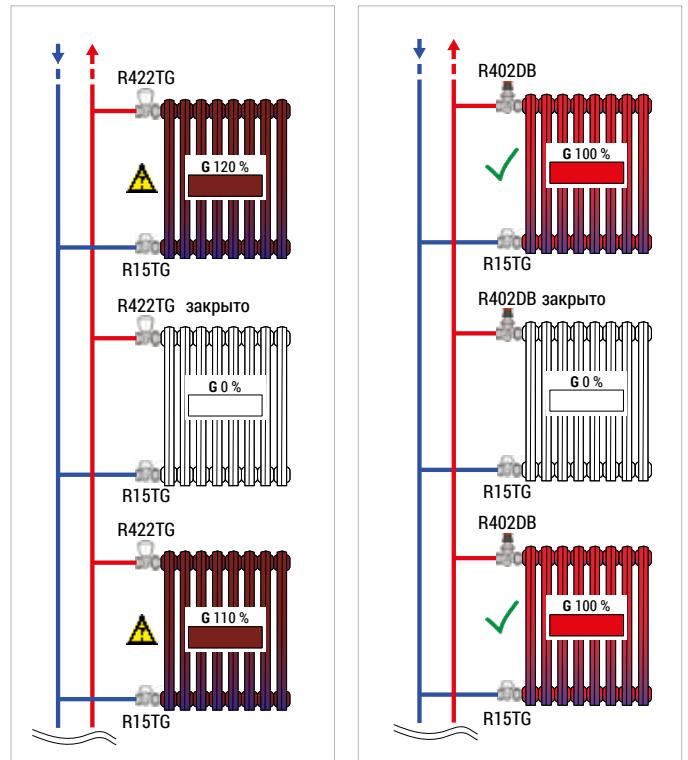 R422TG
G 120 %
R15TG
R422TG закрыто
G 0 %
R15TG
R422TG
G 110 %
R15TG
R402DB
G 100 %
R15TG
R402DB закрыто
G 0 %
R15TG
R402DB
G 100 %
R15TG